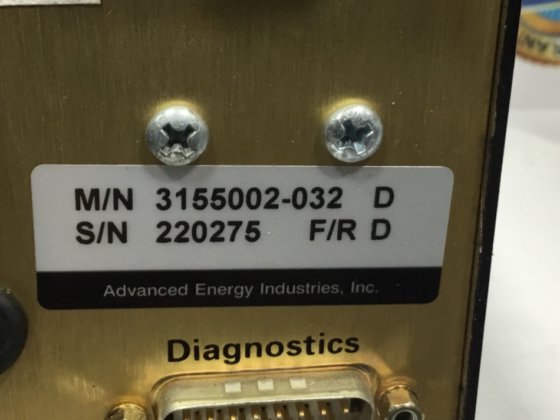 M/N 3155002-032 D
S/N 220275 F/R D
Advanced Energy Industries, Inc.
Diagnostics